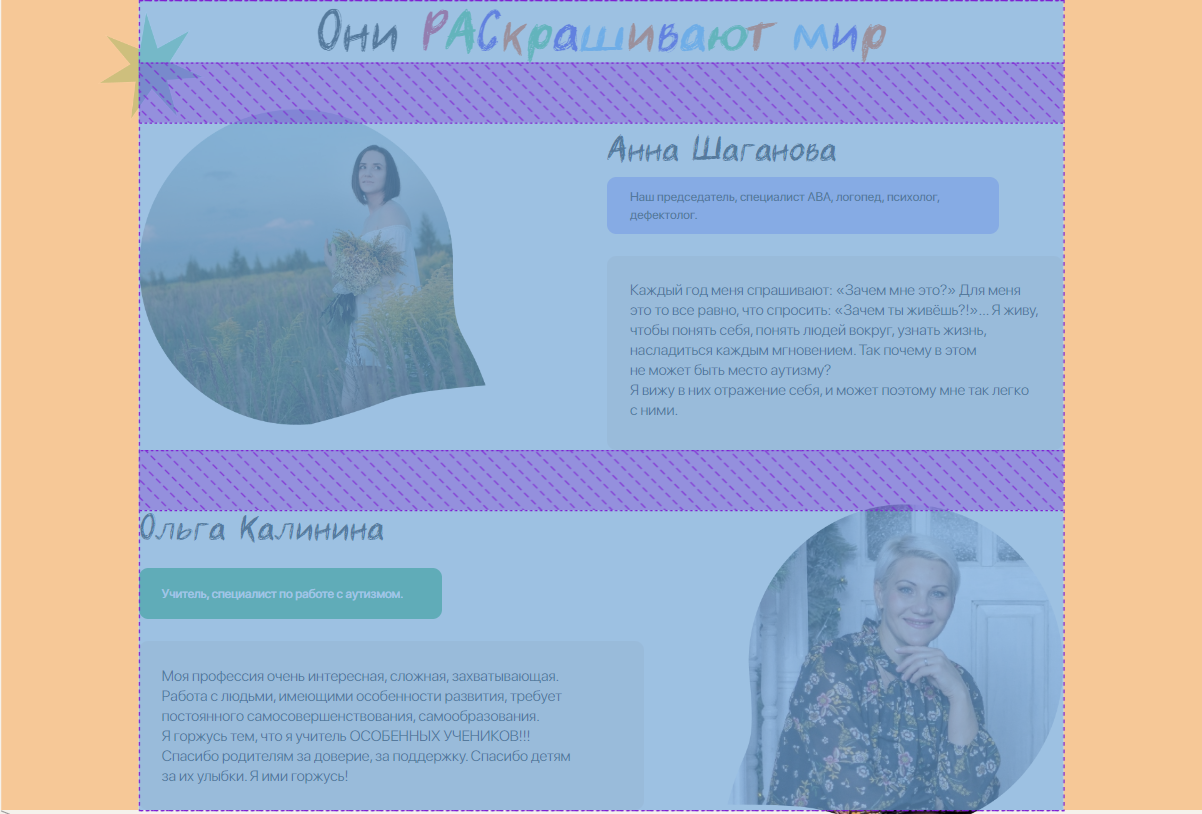 Они РАСкрашивают мир
Анна Шаганова
Наш председатель, специалист АВА, логопед, психолог,
дефектолог.
Каждый год меня спрашивают: «Зачем мне это?» Для меня
это то все равно, что спросить: «Зачем ты живёшь?!»... Я живу,
чтобы понять себя, понять людей вокруг, узнать жизнь,
насладиться каждым мгновением. Так почему в этом
не может быть место аутизму?
Я вижу в них отражение себя, и может поэтому мне так легко
с ними.
Ольга Калинина
Учитель, специалист по работе с аутизмом.
Моя профессия очень интересная, сложная, захватывающая.
Работа с людьми, имеющими особенности развития, требует
постоянного самосовершенствования, самообразования.
Я горжусь тем, что я учитель ОСОБЕННЫХ УЧЕНИКОВ!!!
Спасибо родителям за доверие, за поддержку. Спасибо детям
за их улыбки. Я ими горжусь!